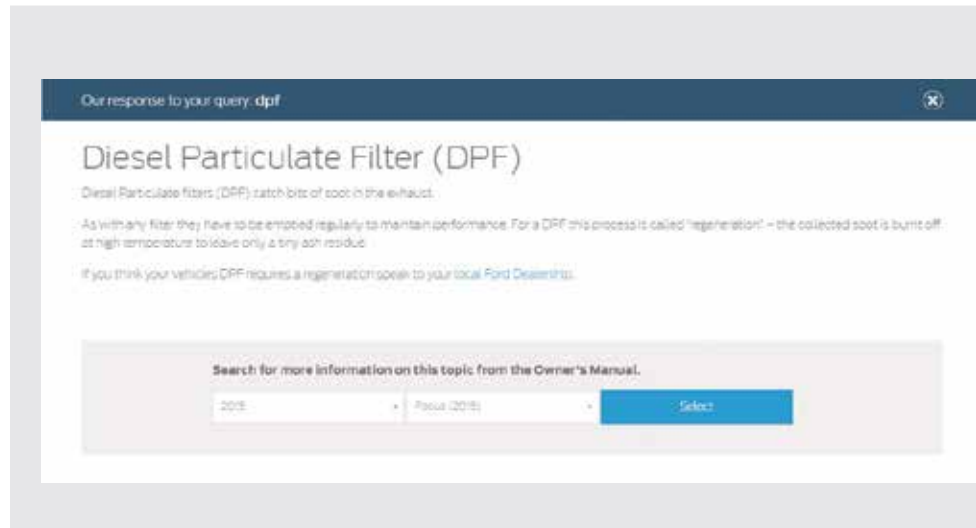 Our response to your query: dpf
Diesel Particulate Filter (DPF)
Diesel Particulate filters (DPF) catch bits of soot in the exhaust.
As with any filter they have to be emptied regularly to maintain performance. For a DPF this process is called "regeneration" – the collected soot is burnt off
at high temperature to leave only a tiny ash residue.
If you think your vehicles DPF requires a regeneration speak to your local Ford Dealership.
Search for more information on this topic from the Owner's Manual.
2015 Focus (2015) Select